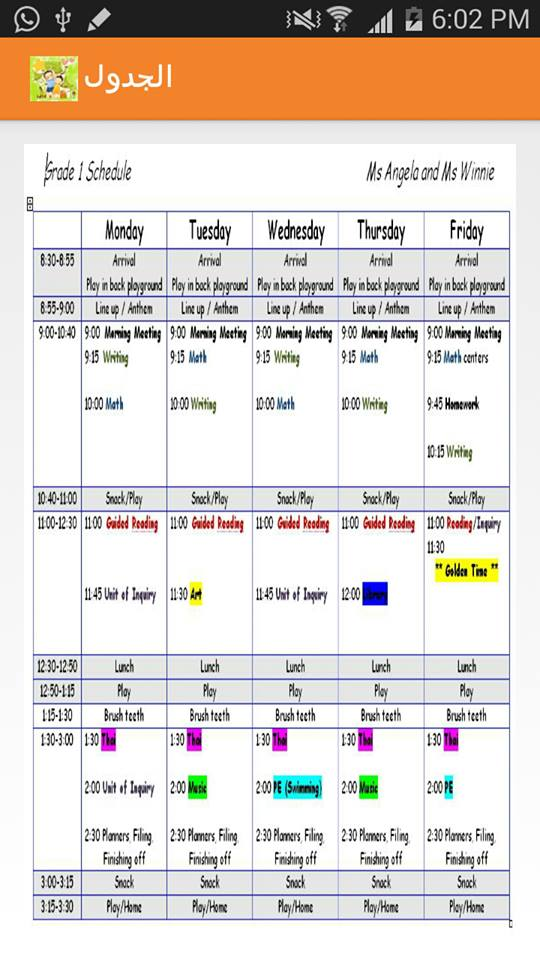 6:02 PM
الجدول
Grade 1 Schedule Ms Angela and Ms Winnie
Monday Tuesday Wednesday Thursday Friday
8:30-8:55 Arrival Arrival Arrival Arrival Arrival
Play in back playground Play in back playground Play in back playground Play in back playground Play in back playground
8:55-9:00 Line up / Anthem Line up / Anthem Line up / Anthem Line up / Anthem Line up / Anthem
9:00-10:40 9:00 Morning Meeting 9:00 Morning Meeting 9:00 Morning Meeting 9:00 Morning Meeting 9:00 Morning Meeting
9:15 Writing 9:15 Math 9:15 Writing 9:15 Math 9:15 Math centers
10:00 Math 10:00 Writing 10:00 Math 10:00 Writing 9:45 Homework
10:15 Writing
10:40-11:00 Snack/Play Snack/Play Snack/Play Snack/Play Snack/Play
11:00-12:30 11:00 Guided Reading 11:00 Guided Reading 11:00 Guided Reading 11:00 Guided Reading 11:00 Reading/Inquiry
11:30
** Golden Time **
11:45 Unit of Inquiry 11:30 Art 11:45 Unit of Inquiry 12:00 Library
12:30-12:50 Lunch Lunch Lunch Lunch Lunch
12:50-1:15 Play Play Play Play Play
1:15-1:30 Brush teeth Brush teeth Brush teeth Brush teeth Brush teeth
1:30-3:00 1:30 Thai 1:30 Thai 1:30 Thai 1:30 Thai 1:30 Thai
2:00 Unit of Inquiry 2:00 Music 2:00 PE (Swimming) 2:00 Music 2:00 PE
2:30 Planners, Filing, 2:30 Planners, Filing, 2:30 Planners, Filing, 2:30 Planners, Filing, 2:30 Planners, Filing,
Finishing off Finishing off Finishing off Finishing off Finishing off
3:00-3:15 Snack Snack Snack Snack Snack
3:15-3:30 Play/Home Play/Home Play/Home Play/Home Play/Home